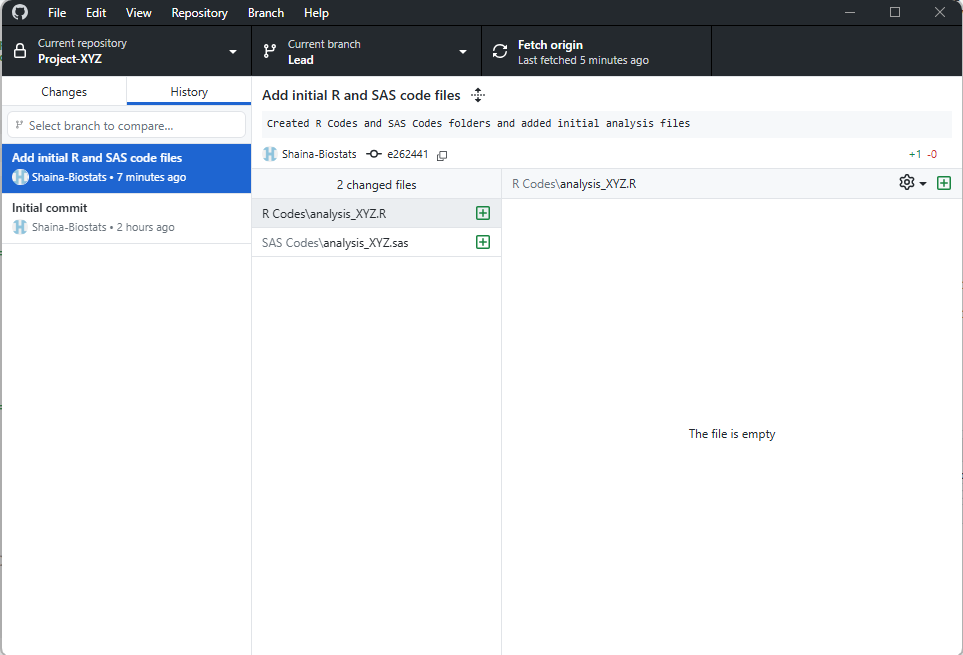 File Edit View Repository Branch Help
Current repository
Project-XYZ
Current branch
Lead
Fetch origin
Last fetched 5 minutes ago
Changes
History
Select branch to compare...
Add initial R and SAS code files
Shaina-Biostats • 7 minutes ago
Initial commit
Shaina-Biostats • 2 hours ago
Add initial R and SAS code files
Created R Codes and SAS Codes folders and added initial analysis files
Shaina-Biostats e262441 +1 -0
2 changed files
R Codes\analysis_XYZ.R
SAS Codes\analysis_XYZ.sas
R Codes\analysis_XYZ.R
The file is empty